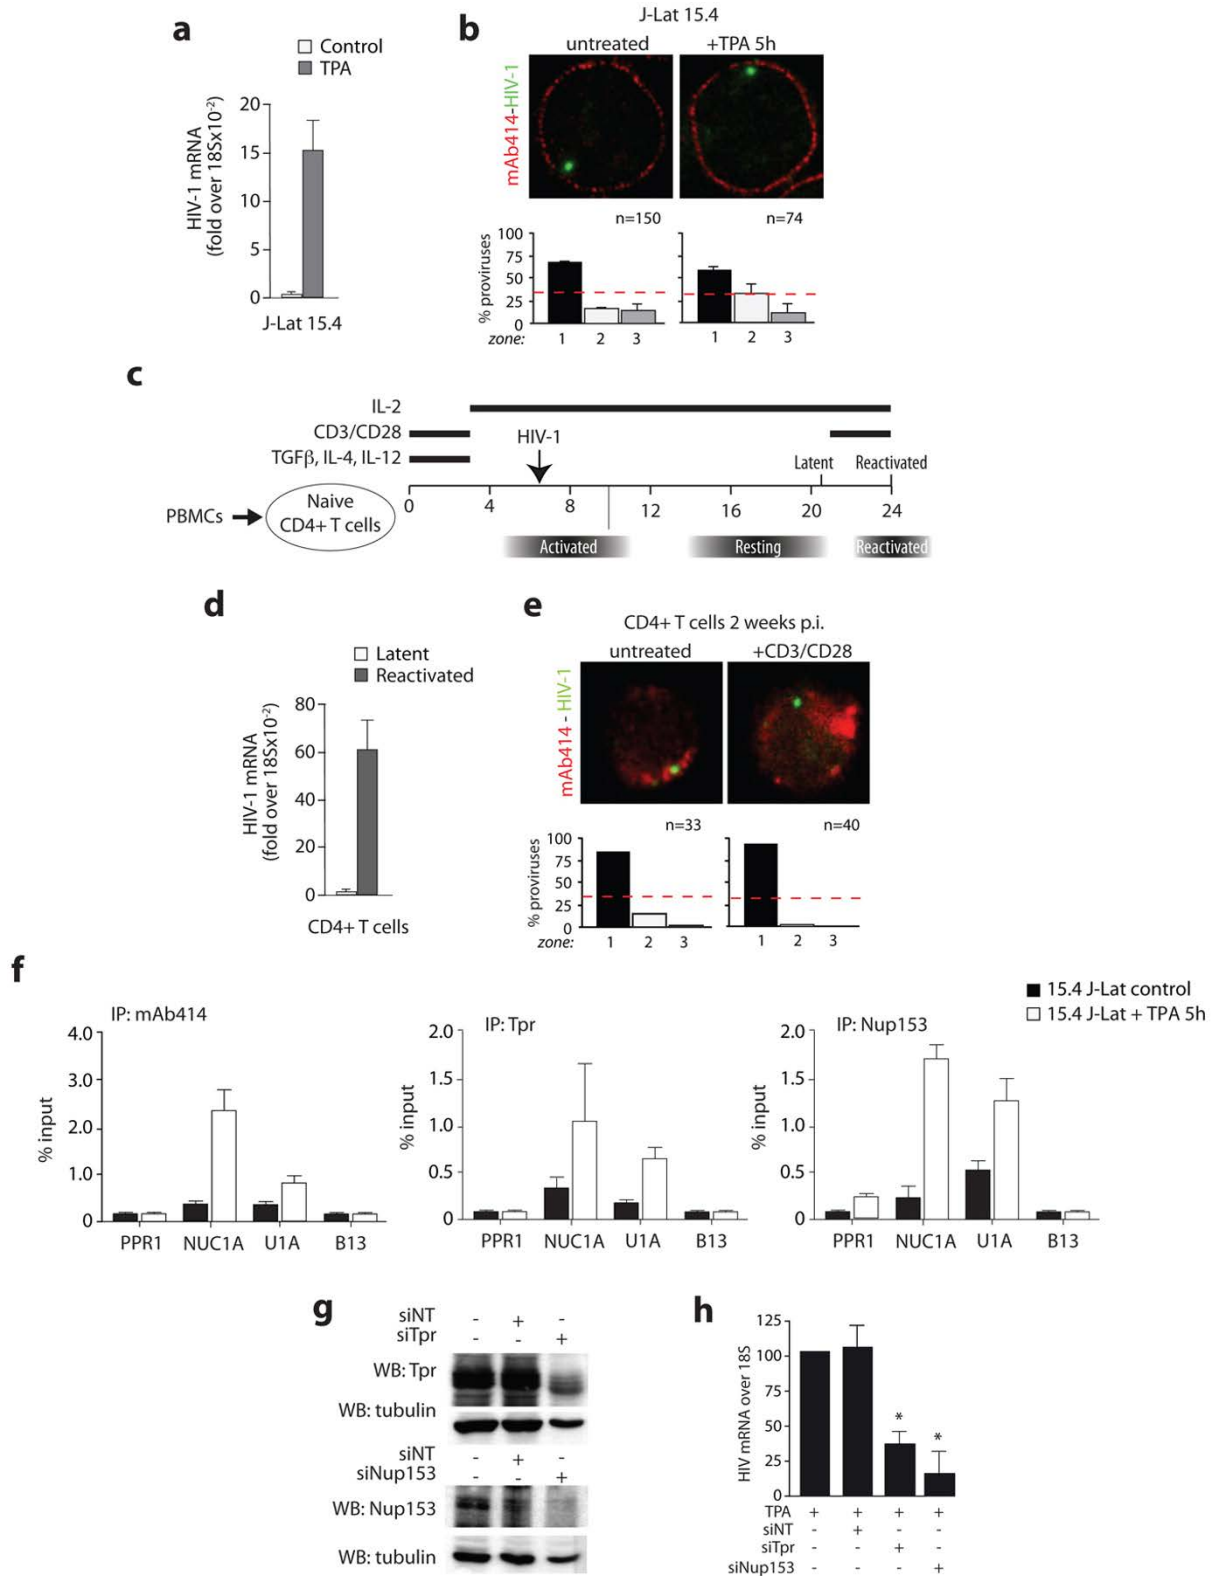 a
Control
TPA
HIV-1 mRNA
(fold over 18Sx10-2)
20
15
10
5
0
J-Lat 15.4
b
J-Lat 15.4
untreated
+TPA 5h
mAb414-HIV-1
n=150
n=74
% proviruses
100
75
50
25
0
zone: 1 2 3
1 2 3
c
IL-2
CD3/CD28
TGFβ, IL-4, IL-12
HIV-1
Latent
Reactivated
PBMCs
Naive
CD4+ T cells
0 4 8 12 16 20 24
Activated
Resting
Reactivated
d
Latent
Reactivated
HIV-1 mRNA
(fold over 18Sx10-2)
80
60
40
20
0
CD4+ T cells
e
CD4+ T cells 2 weeks p.i.
untreated
+CD3/CD28
mAb414 - HIV-1
n=33
n=40
% proviruses
100
75
50
25
0
zone: 1 2 3
1 2 3
f
15.4 J-Lat control
15.4 J-Lat + TPA 5h
IP: mAb414
% input
4.0
3.0
2.0
1.0
0
PPR1 NUC1A U1A B13
IP: Tpr
% input
2.0
1.5
1.0
0.5
0
PPR1 NUC1A U1A B13
IP: Nup153
% input
2.0
1.5
1.0
0.5
0
PPR1 NUC1A U1A B13
g
siNT - + -
siTpr - - +
WB: Tpr
WB: tubulin
siNT - + -
siNup153 - - +
WB: Nup153
WB: tubulin
h
HIV mRNA over 18S
125
100
75
50
25
0
* *
TPA + + + +
siNT - + - -
siTpr - - + -
siNup153 - - - +